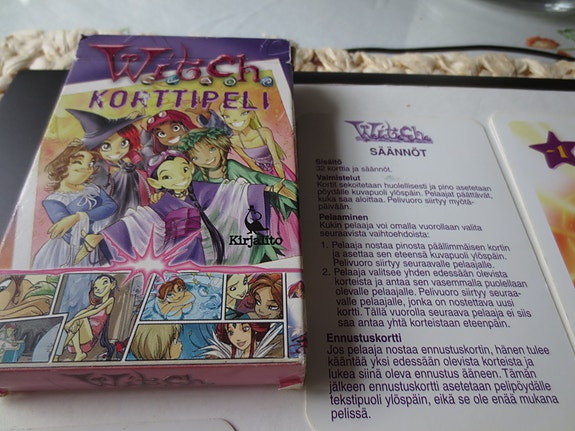 Witch
KORTTIPELI
Kirjalito
Witch
Witch
SÄÄNNÖT
Sisältö
32 korttia ja säännöt.
Valmistelut
Kortit sekoitetaan huolellisesti ja pino asetetaan
pöydälle kuvapuoli ylöspäin. Pelaajat päättävät,
kuka saa aloittaa. Pelivuoro siirtyy myötä-
päivään.
Pelaaminen
Kukin pelaaja voi omalla vuorollaan valita
seuraavista vaihtoehdoista:
1. Pelaaja nostaa pinosta päällimmäisen kortin
ja asettaa sen eteensä kuvapuoli ylöspäin.
Pelivuoro siirtyy seuraavalle pelaajalle.
2. Pelaaja valitsee yhden edessään olevista
korteista ja antaa sen vasemmalla puolellaan
olevalle pelaajalle. Pelivuoro siirtyy seuraa-
valle pelaajalle, jonka on nostettava uusi
kortti. Tällä vuorolla seuraava pelaaja ei siis
saa antaa yhtä korteistaan eteenpäin.
Ennustuskortti
Jos pelaaja nostaa ennustuskortin, hänen tulee
kääntää yksi edessään olevista korteista ja
lukea siinä oleva ennustus ääneen. Tämän
jälkeen ennustuskortti asetetaan pelipöydälle
tekstipuoli ylöspäin, eikä se ole enää mukana
pelissä.
-1